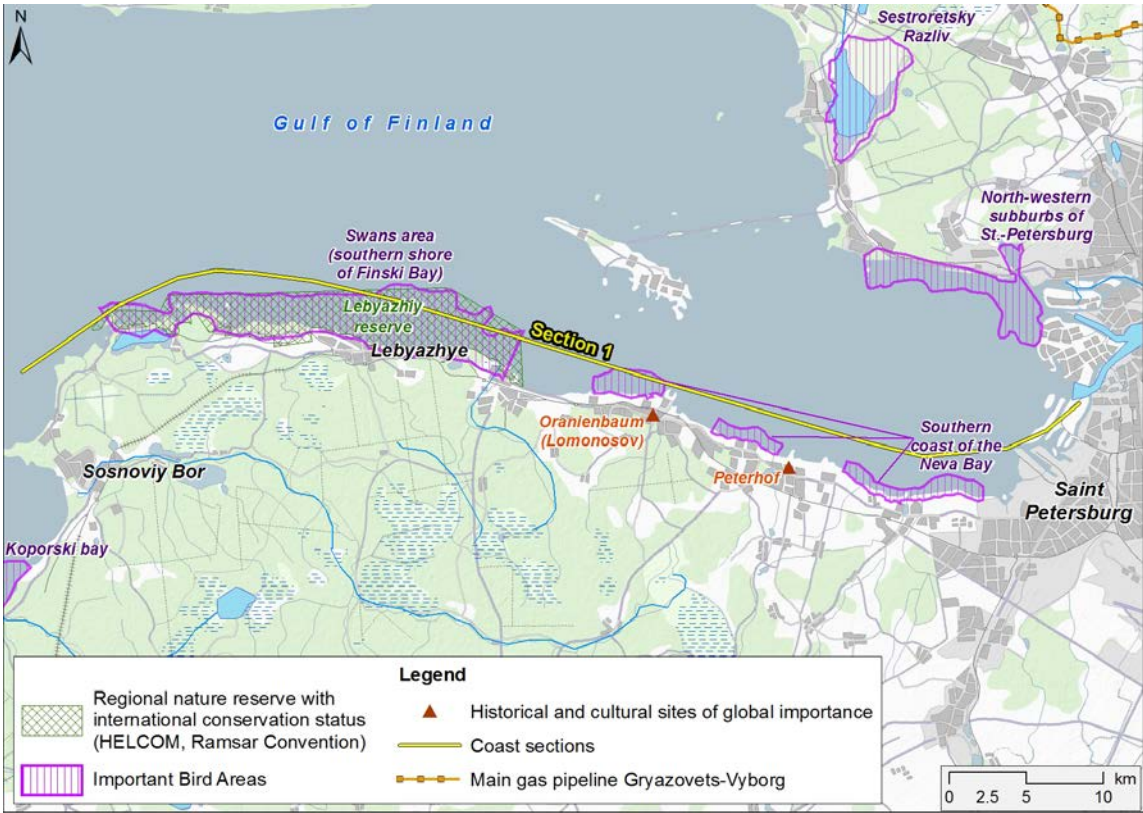 N
Sestroretsky
Razliv
Gulf of Finland
North-western
subburbs of
St.-Petersburg
Swans area
(southern shore
of Finski Bay)
Lebyazhiy
reserve
Lebyazhye
Section 1
Oranienbaum
(Lomonosov)
Southern
coast of the
Neva Bay
Sosnoviy Bor
Peterhof
Saint
Petersburg
Koporski bay
Legend
Regional nature reserve with
international conservation status
(HELCOM, Ramsar Convention)
Important Bird Areas
Historical and cultural sites of global importance
Coast sections
Main gas pipeline Gryazovets-Vyborg
km
0 2.5 5 10